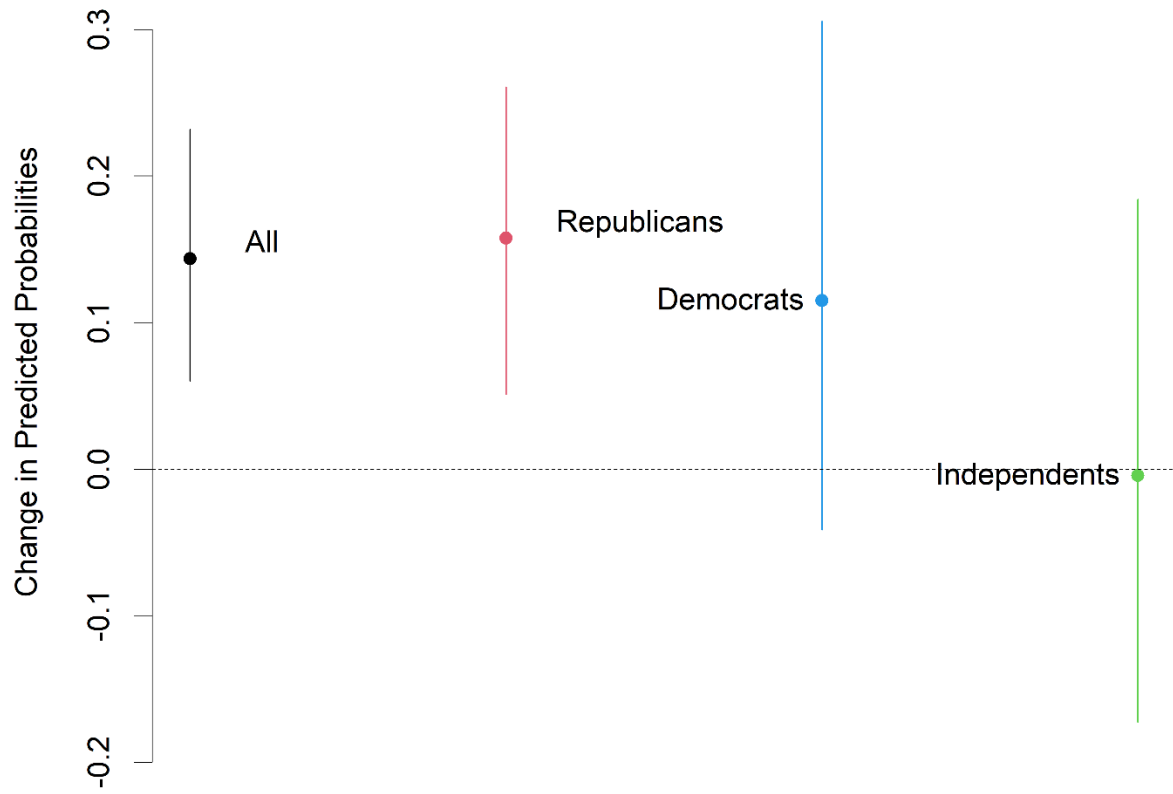 Change in Predicted Probabilities
0.3
0.2
0.1
0.0
-0.1
-0.2
All
Republicans
Democrats
Independents